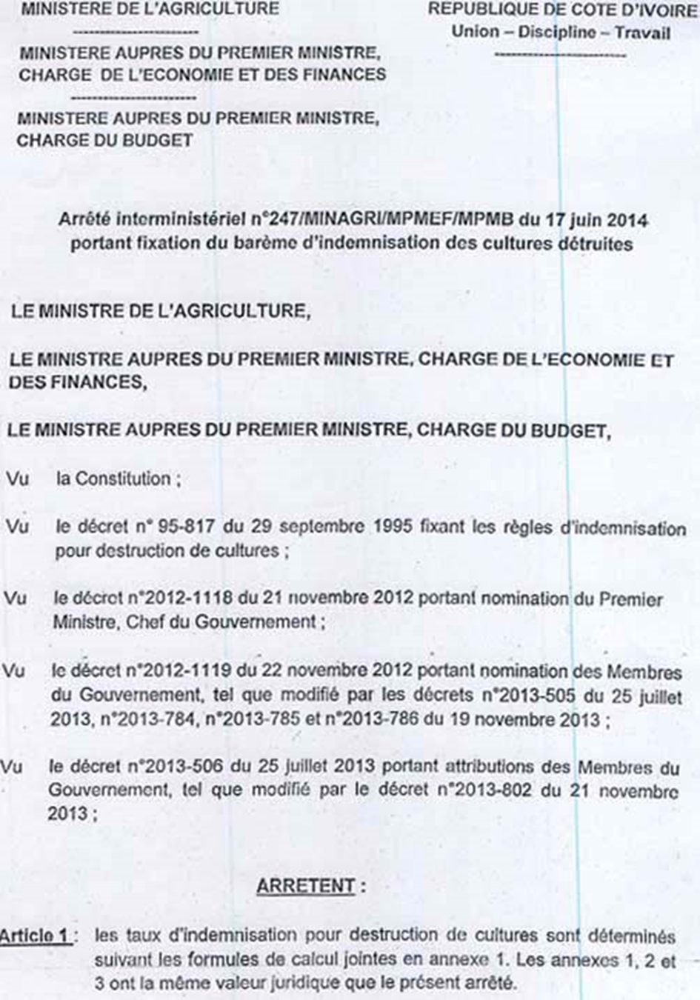 MINISTERE DE L'AGRICULTURE
REPUBLIQUE DE COTE D'IVOIRE
Union – Discipline – Travail
MINISTERE AUPRES DU PREMIER MINISTRE,
CHARGE DE L'ECONOMIE ET DES FINANCES
MINISTERE AUPRES DU PREMIER MINISTRE,
CHARGE DU BUDGET
Arrêté interministériel n°247/MINAGRI/MPMEF/MPMB du 17 juin 2014
portant fixation du barème d'indemnisation des cultures détruites
LE MINISTRE DE L'AGRICULTURE,
LE MINISTRE AUPRES DU PREMIER MINISTRE, CHARGE DE L'ECONOMIE ET
DES FINANCES,
LE MINISTRE AUPRES DU PREMIER MINISTRE, CHARGE DU BUDGET,
Vu la Constitution ;
Vu le décret n° 95-817 du 29 septembre 1995 fixant les règles d'indemnisation
pour destruction de cultures ;
Vu le décret n°2012-1118 du 21 novembre 2012 portant nomination du Premier
Ministre, Chef du Gouvernement ;
Vu le décret n°2012-1119 du 22 novembre 2012 portant nomination des Membres
du Gouvernement, tel que modifié par les décrets n°2013-505 du 25 juillet
2013, n°2013-784, n°2013-785 et n°2013-786 du 19 novembre 2013 ;
Vu le décret n°2013-506 du 25 juillet 2013 portant attributions des Membres du
Gouvernement, tel que modifié par le décret n°2013-802 du 21 novembre
2013 ;
ARRETENT :
Article 1 : les taux d'indemnisation pour destruction de cultures sont déterminés
suivant les formules de calcul jointes en annexe 1. Les annexes 1, 2 et
3 ont la même valeur juridique que le présent arrêté.